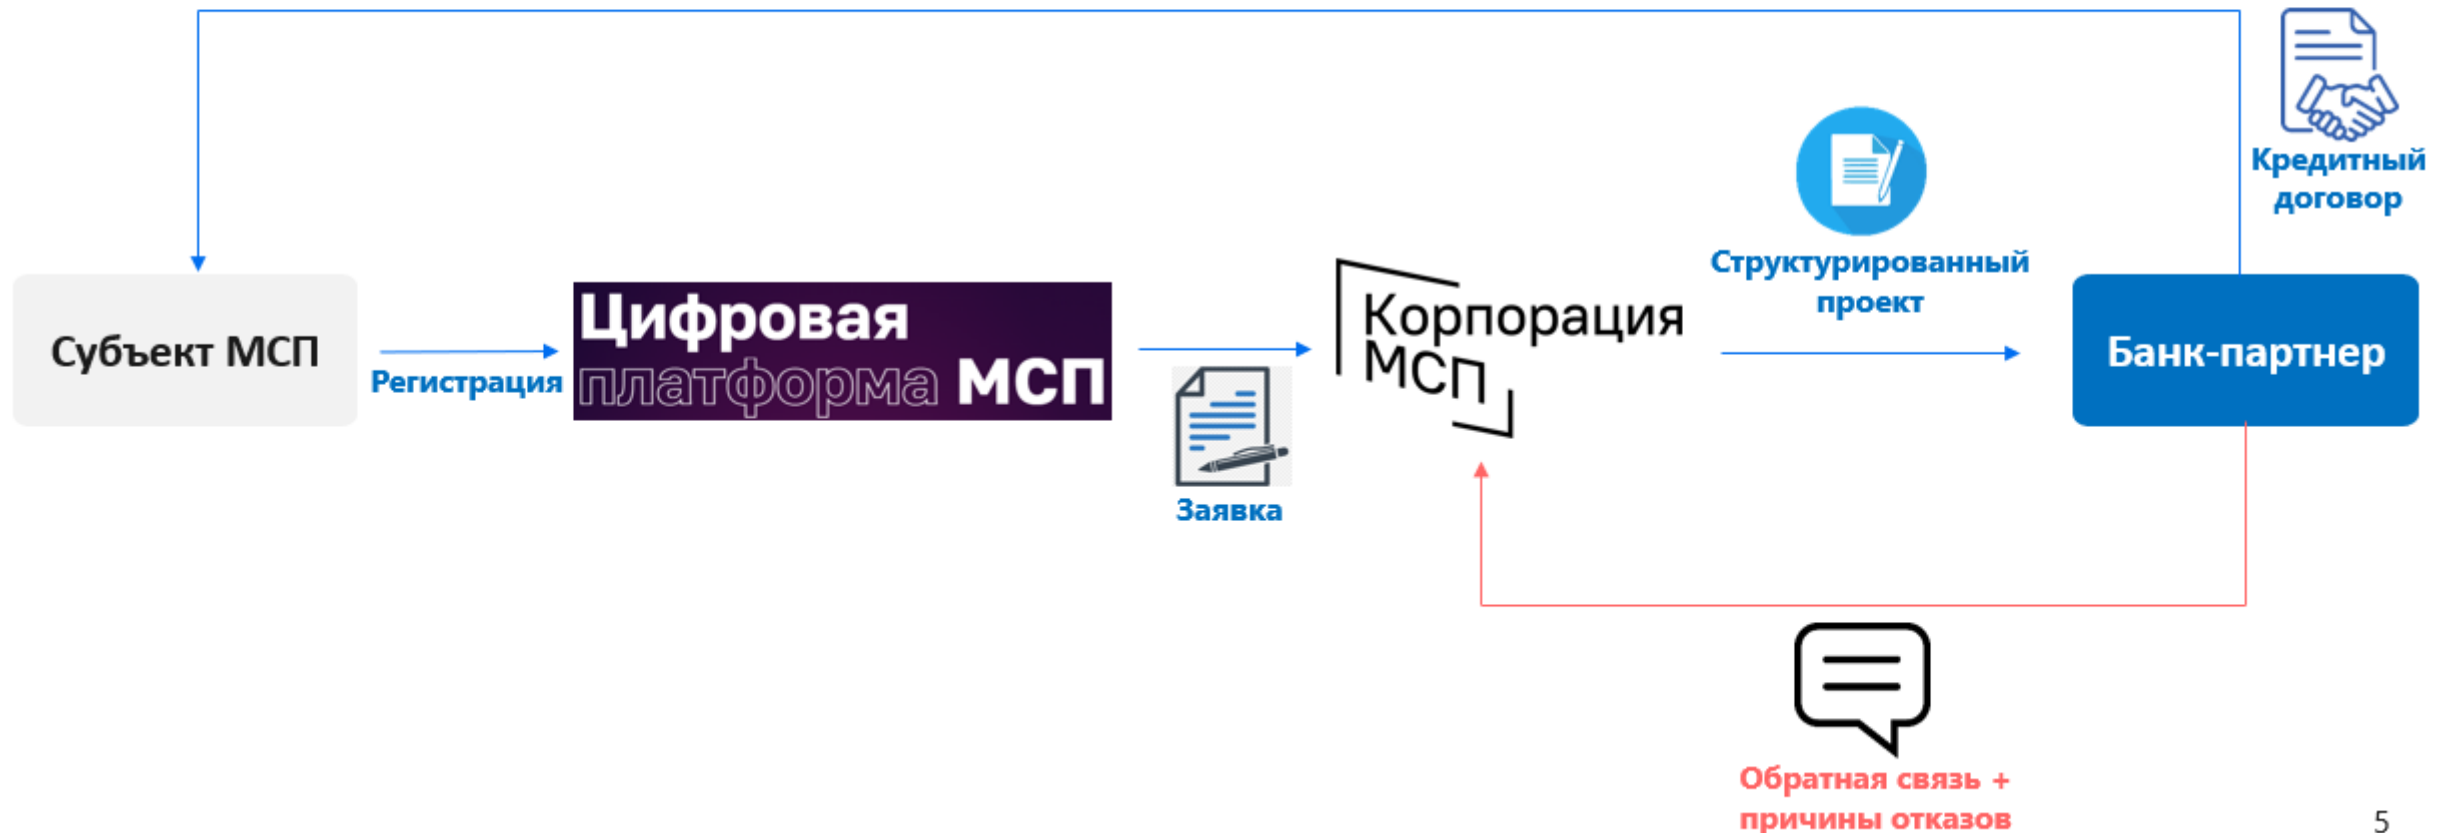 Кредитный
договор
Структурированный
проект
Субъект МСП
Регистрация
Цифровая
платформа МСП
Заявка
Корпорация
МСП
Банк-партнер
Обратная связь +
причины отказов
5